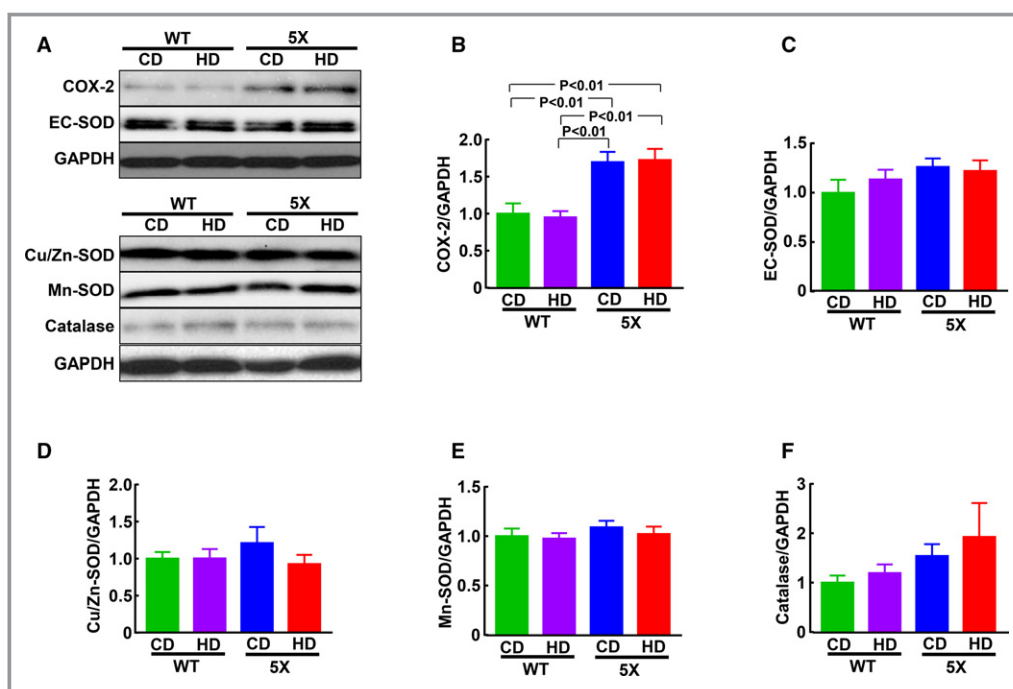 A
WT 5X
CD HD CD HD
COX-2
EC-SOD
GAPDH
WT 5X
CD HD CD HD
Cu/Zn-SOD
Mn-SOD
Catalase
GAPDH
B
P<0.01
P<0.01
P<0.01
P<0.01
COX-2/GAPDH
2.0
1.5
1.0
0.5
0
CD HD CD HD
WT 5X
C
EC-SOD/GAPDH
1.5
1.0
0.5
0
CD HD CD HD
WT 5X
D
Cu/Zn-SOD/GAPDH
2.0
1.5
1.0
0.5
0
CD HD CD HD
WT 5X
E
Mn-SOD/GAPDH
1.5
1.0
0.5
0
CD HD CD HD
WT 5X
F
Catalase/GAPDH
3
2
1
0
CD HD CD HD
WT 5X